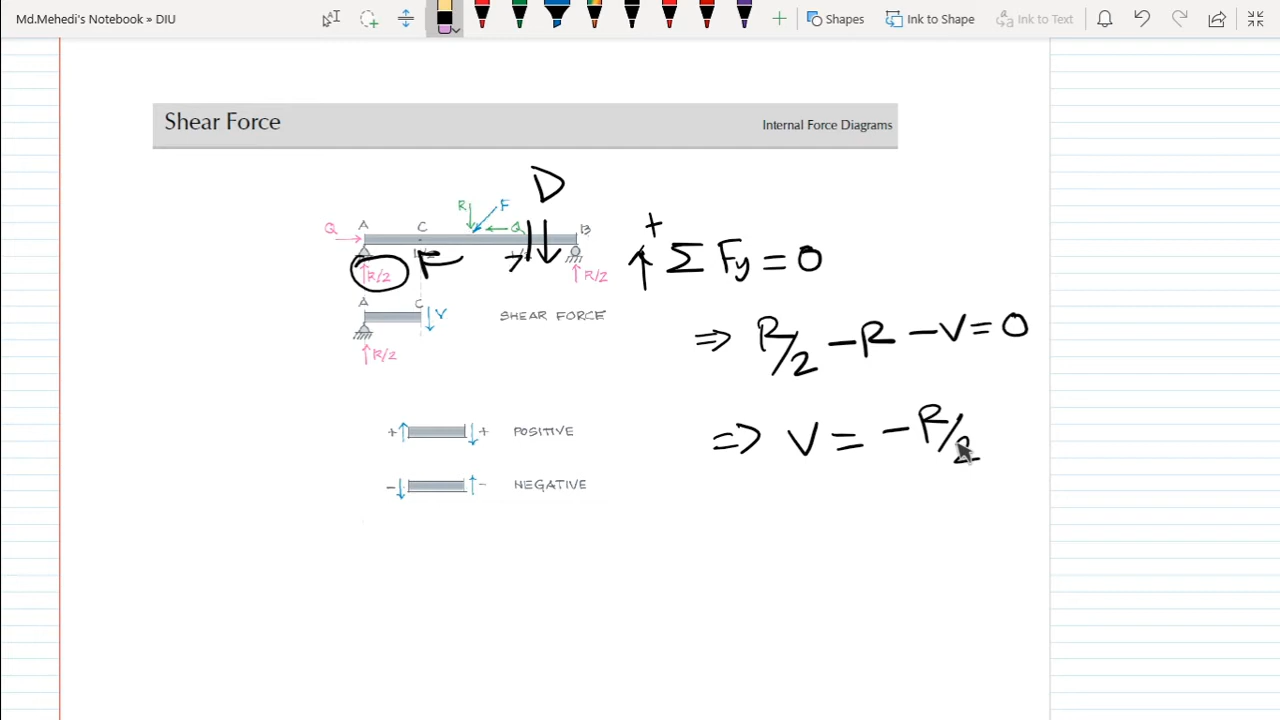 Md.Mehedi's Notebook » DIU
Shapes
Ink to Shape
Ink to Text
Shear Force
Internal Force Diagrams
D
R F
Q A C Q B
R/2 R/2
A C V
SHEAR FORCE
R/2
+ + POSITIVE
- - NEGATIVE
+
↑ Σ Fy = 0
⇒ R/2 - R - V = 0
⇒ V = - R/2